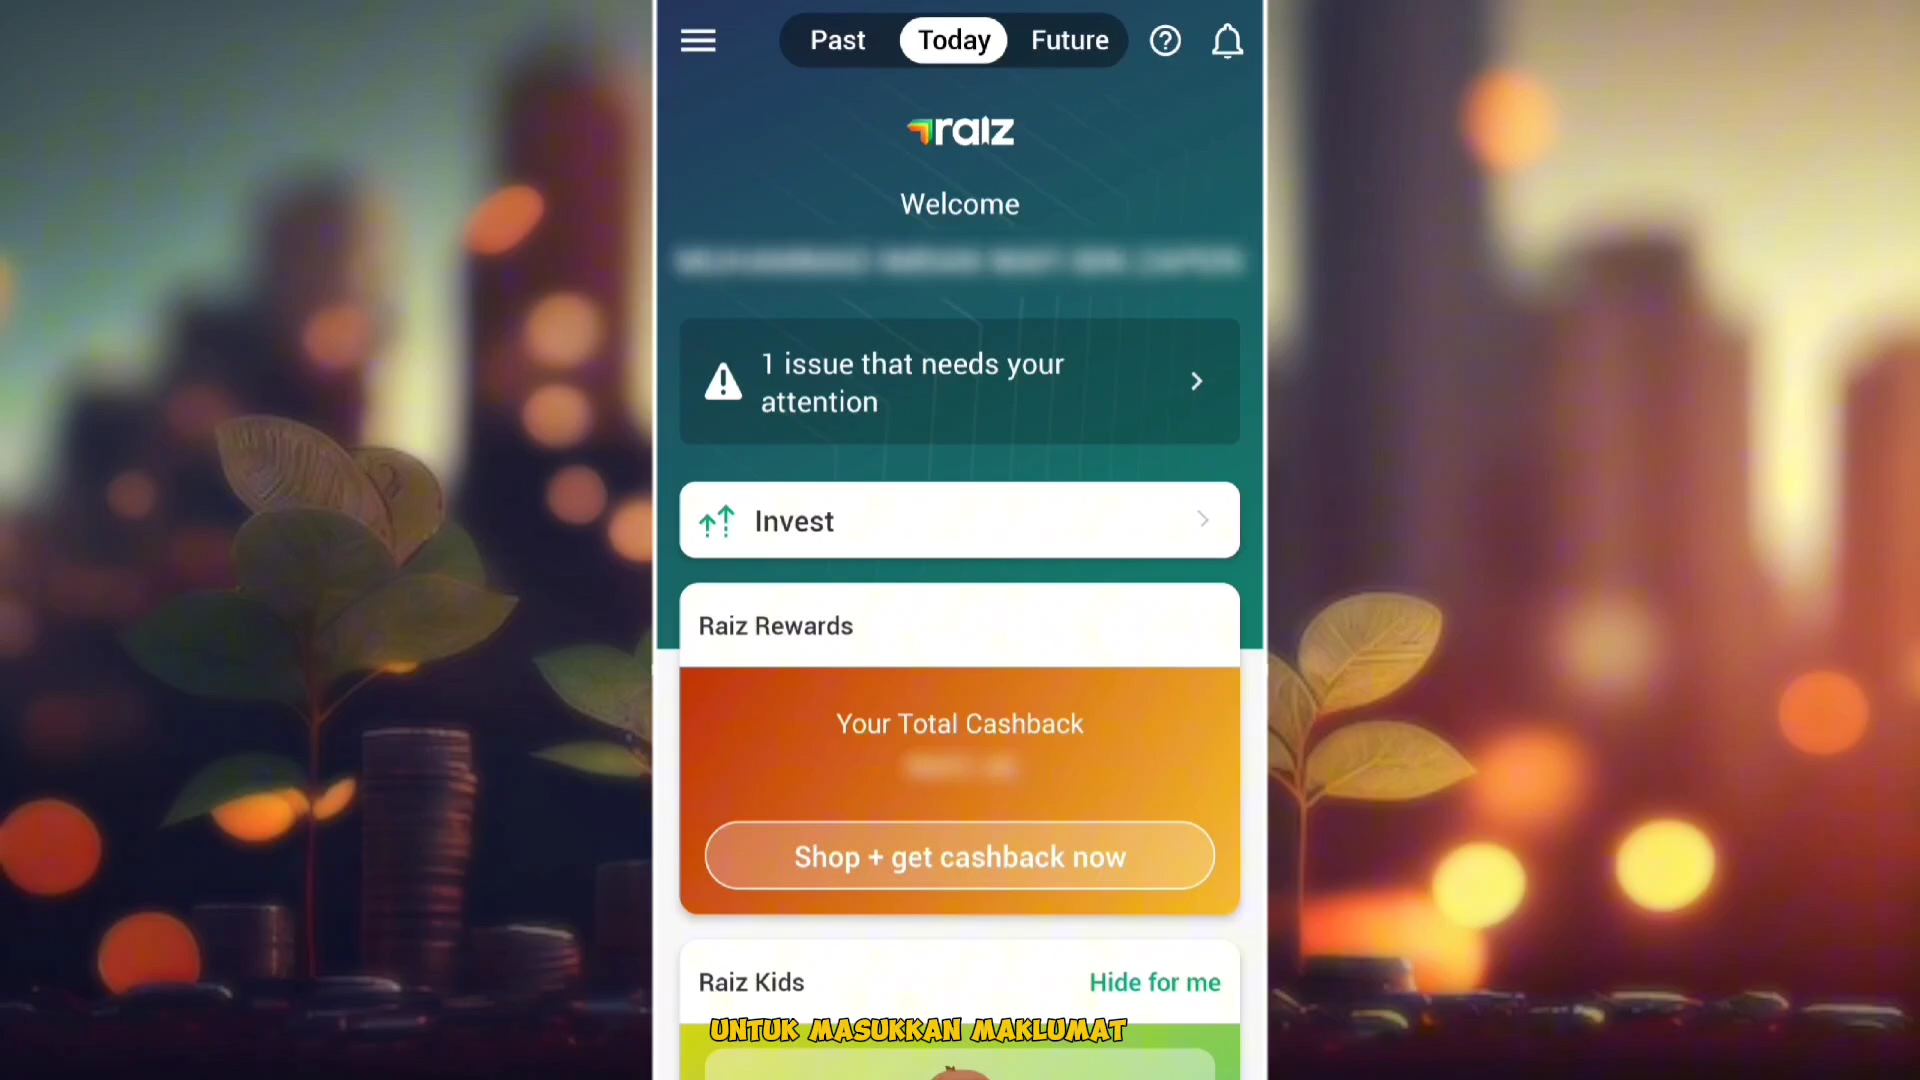 Past Today Future
raiz
Welcome
1 issue that needs your
attention
Invest
Raiz Rewards
Your Total Cashback
Shop + get cashback now
Raiz Kids Hide for me
UNTUK MASUKKAN MAKLUMAT